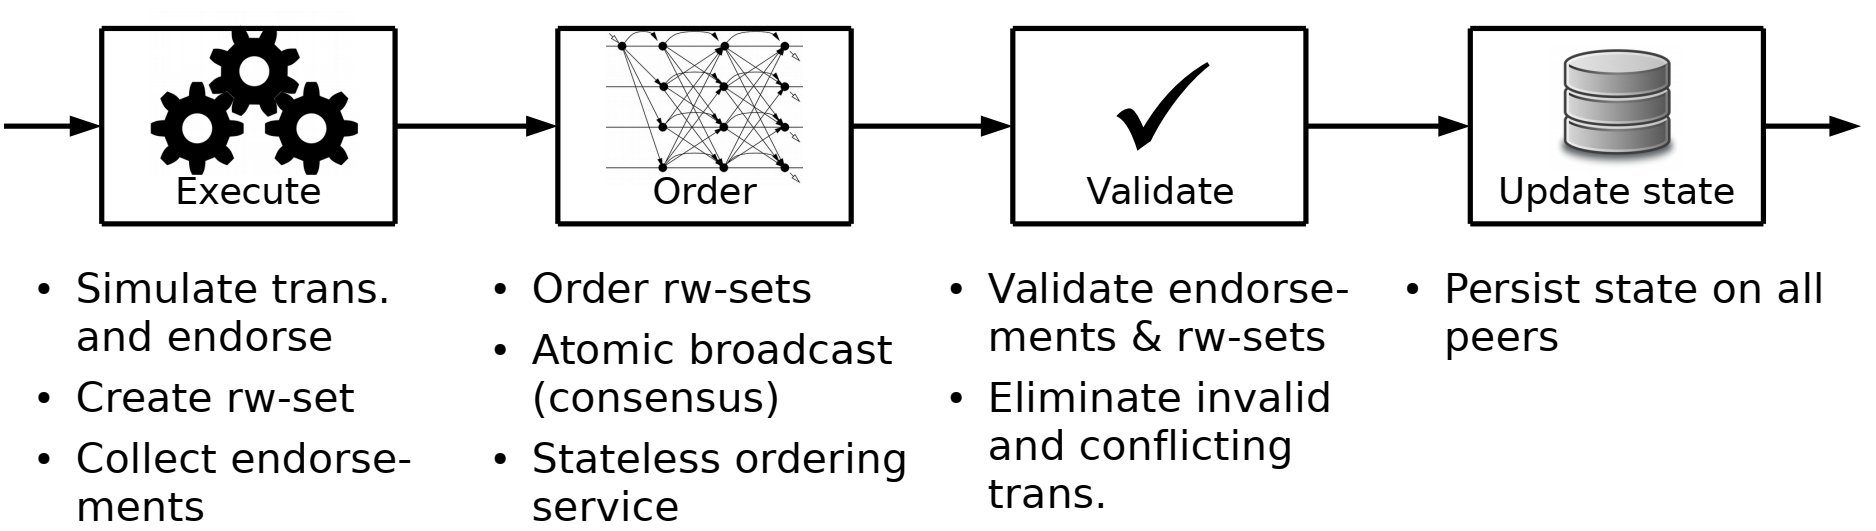 Execute
Order
Validate
Update state
• Simulate trans.
and endorse
• Create rw-set
• Collect endorse-
ments
• Order rw-sets
• Atomic broadcast
(consensus)
• Stateless ordering
service
• Validate endorse-
ments & rw-sets
• Eliminate invalid
and conflicting
trans.
• Persist state on all
peers